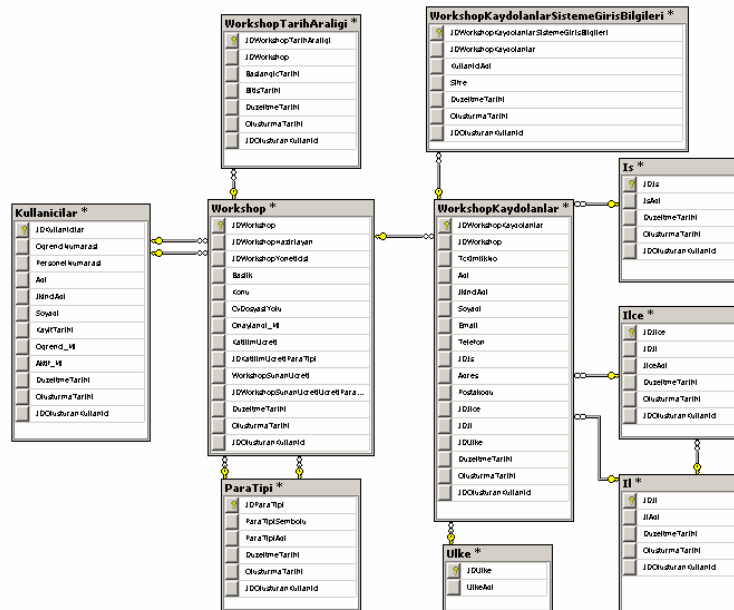 WorkshopTarihAraligi *
IDWorkshopTarihAraligi
IDWorkshop
BaslangicTarihi
BitisTarihi
DuzeltmeTarihi
OlusturmaTarihi
IDOlusturanKullanici
WorkshopKaydolanlarSistemeGirisBilgileri *
IDWorkshopKaydolanlarSistemeGirisBilgileri
IDWorkshopKaydolanlar
KullaniciAdi
Sifre
DuzeltmeTarihi
OlusturmaTarihi
IDOlusturanKullanici
Kullanicilar *
IDKullanicilar
OgrenciNumarasi
PersonelNumarasi
Adi
IkinciAdi
Soyadi
KayitTarihi
Ogrenci_Mi
Aktif_Mi
DuzeltmeTarihi
OlusturmaTarihi
IDOlusturanKullanici
Workshop *
IDWorkshop
IDWorkshopHazirlayan
IDWorkshopYoneticisi
Baslik
Konu
CvDosyasiYolu
Onaylandi_Mi
KatilimUcreti
IDKatilimUcretiParaTipi
WorkshopSunanUcreti
IDWorkshopSunanUcretiUcretiPara...
DuzeltmeTarihi
OlusturmaTarihi
IDOlusturanKullanici
WorkshopKaydolanlar *
IDWorkshopKaydolanlar
IDWorkshop
TcKimlikNo
Adi
IkinciAdi
Soyadi
Email
Telefon
IDIs
Adres
PostaKodu
IDIlce
IDIl
IDUlke
DuzeltmeTarihi
OlusturmaTarihi
IDOlusturanKullanici
Is *
IDIs
IsAdi
DuzeltmeTarihi
OlusturmaTarihi
IDOlusturanKullanici
Ilce *
IDIlce
IDIl
IlceAdi
DuzeltmeTarihi
OlusturmaTarihi
IDOlusturanKullanici
Il *
IDIl
IlAdi
DuzeltmeTarihi
OlusturmaTarihi
IDOlusturanKullanici
ParaTipi *
IDParaTipi
ParaTipiSembolu
ParaTipiAdi
DuzeltmeTarihi
OlusturmaTarihi
IDOlusturanKullanici
Ulke *
IDUlke
UlkeAdi